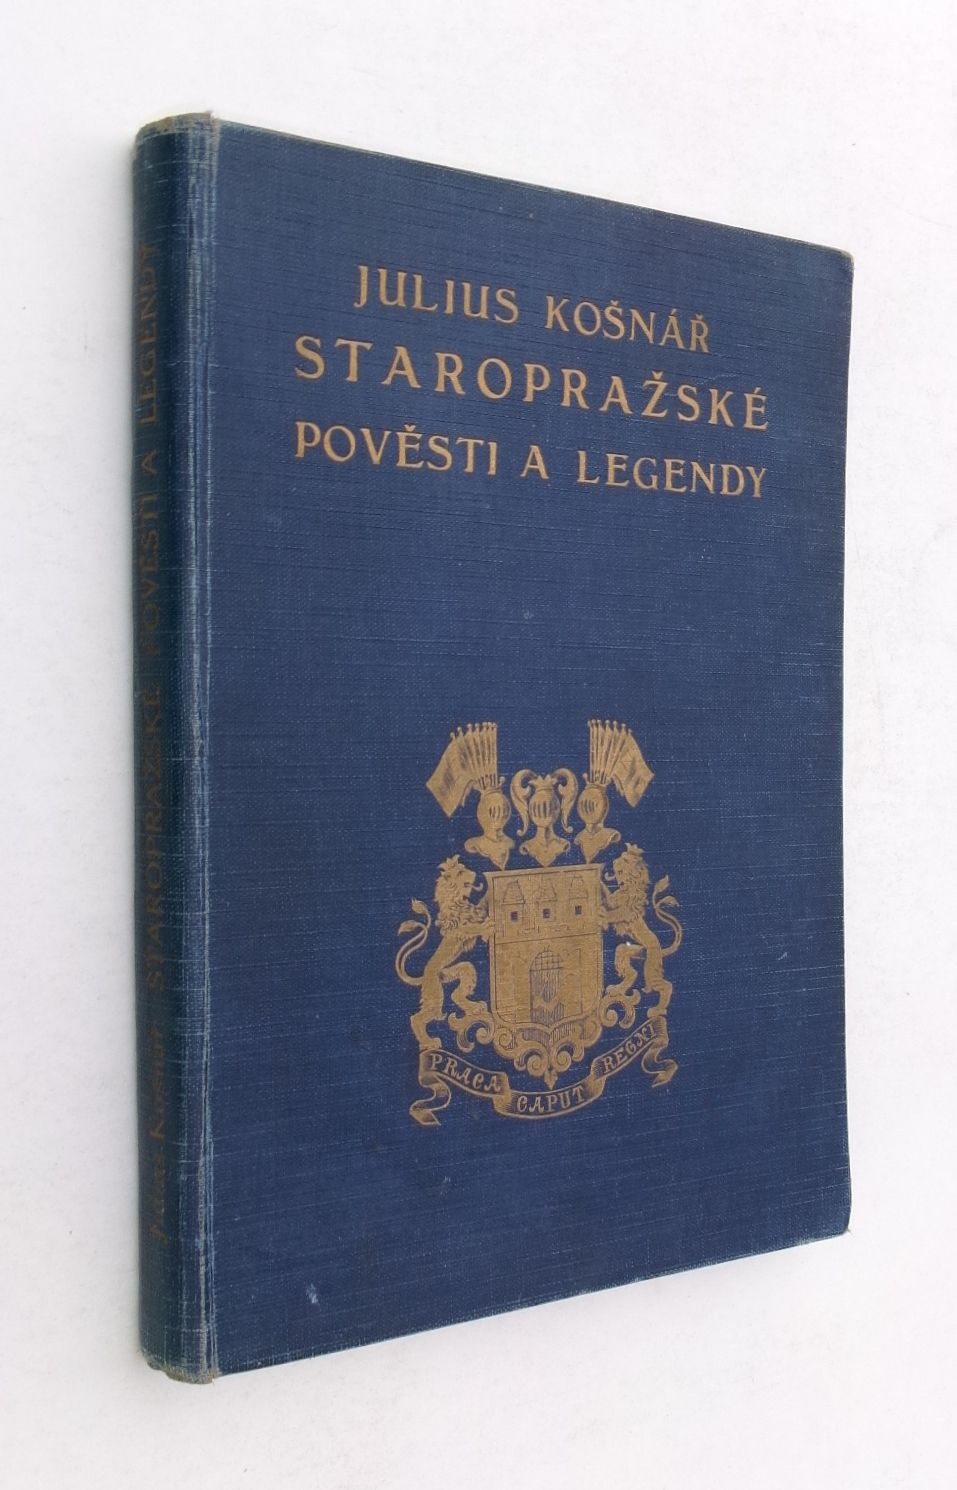 JULIUS KOŠNÁŘ
STAROPRAŽSKÉ
POVĚSTI A LEGENDY
PRAGA
CAPUT
REGNI
Julius Košnář STAROPRAŽSKÉ POVĚSTI A LEGENDY